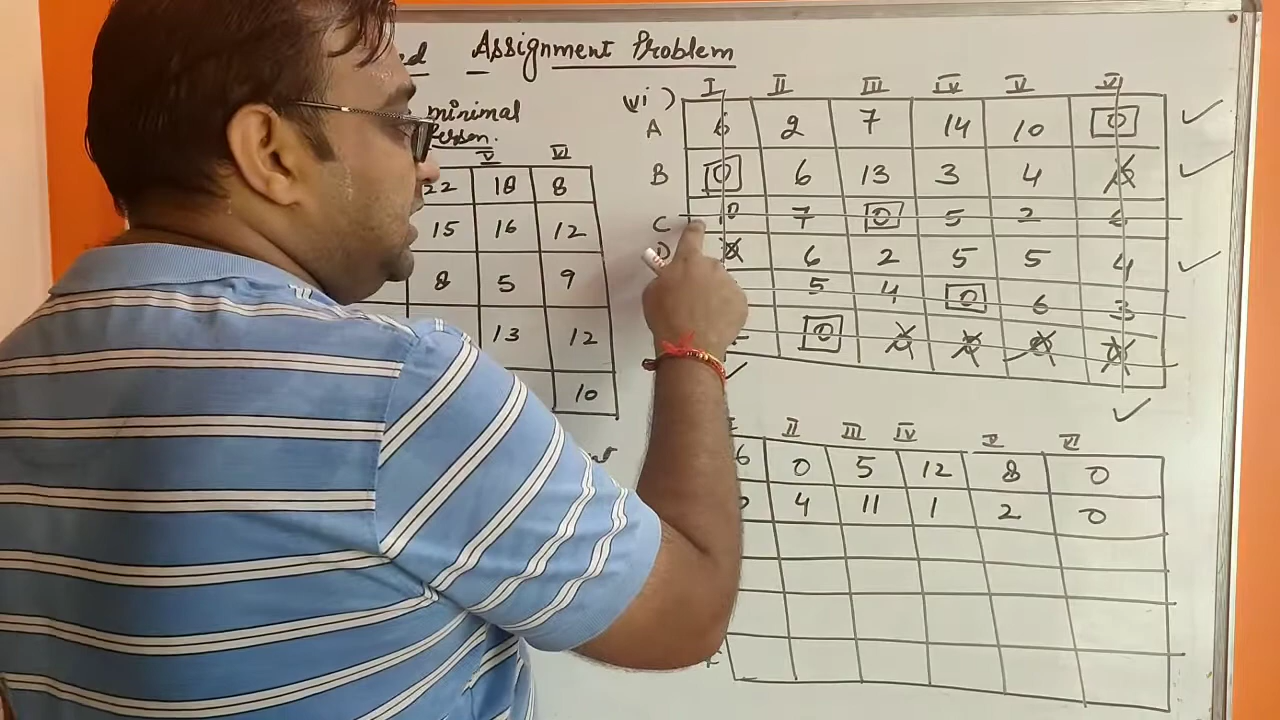 Assignment Problem
minimal
vi)
I II III IV V VI
A 6 2 7 14 10 0
B 0 6 13 3 4 0
C 10 7 0 5 2 6
D 0 6 2 5 5 4
5 4 0 6 3
0 0 0 0 0
V VI
22 18 8
15 16 12
8 5 9
13 12
10
II III IV V VI
6 0 5 12 8 0
4 11 1 2 0